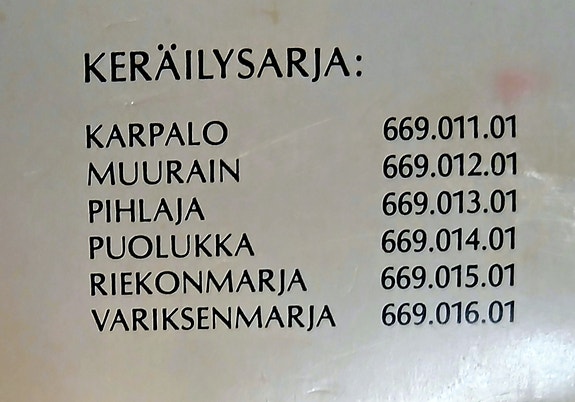 KERÄILYSARJA:
KARPALO 669.011.01
MUURAIN 669.012.01
PIHLAJA 669.013.01
PUOLUKKA 669.014.01
RIEKONMARJA 669.015.01
VARIKSENMARJA 669.016.01